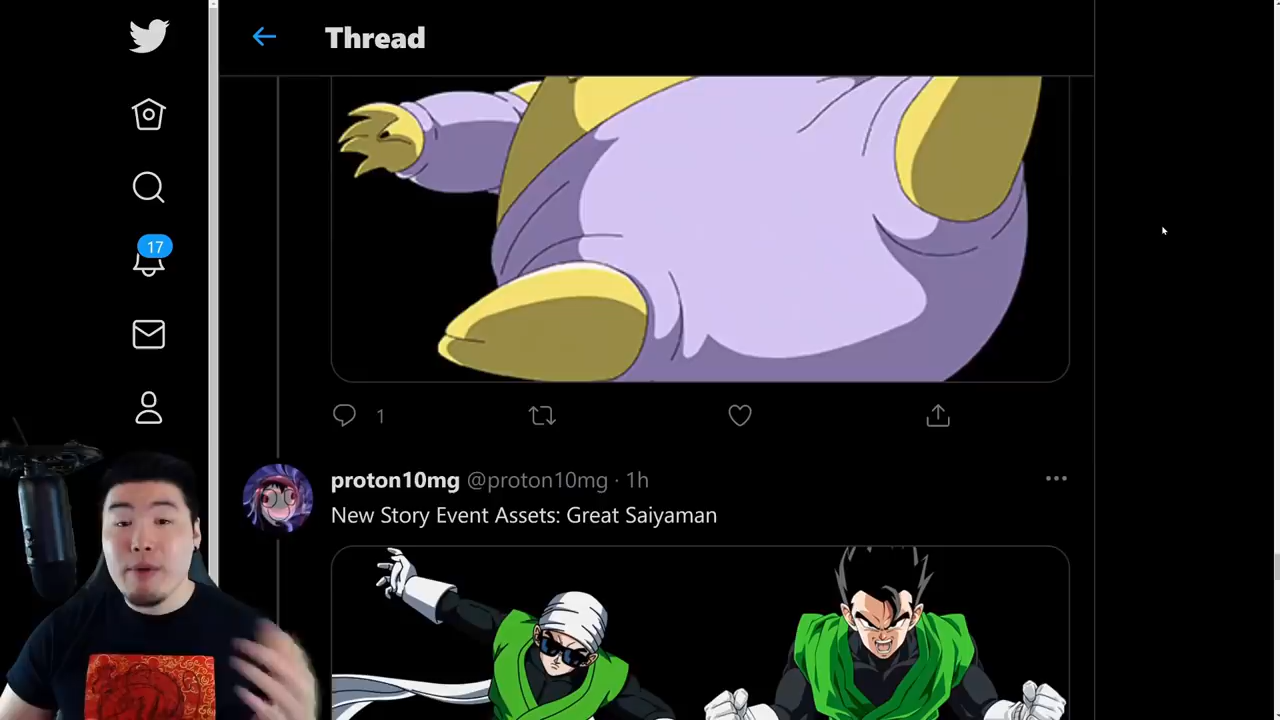 Thread
17
1
proton10mg @proton10mg · 1h
New Story Event Assets: Great Saiyaman